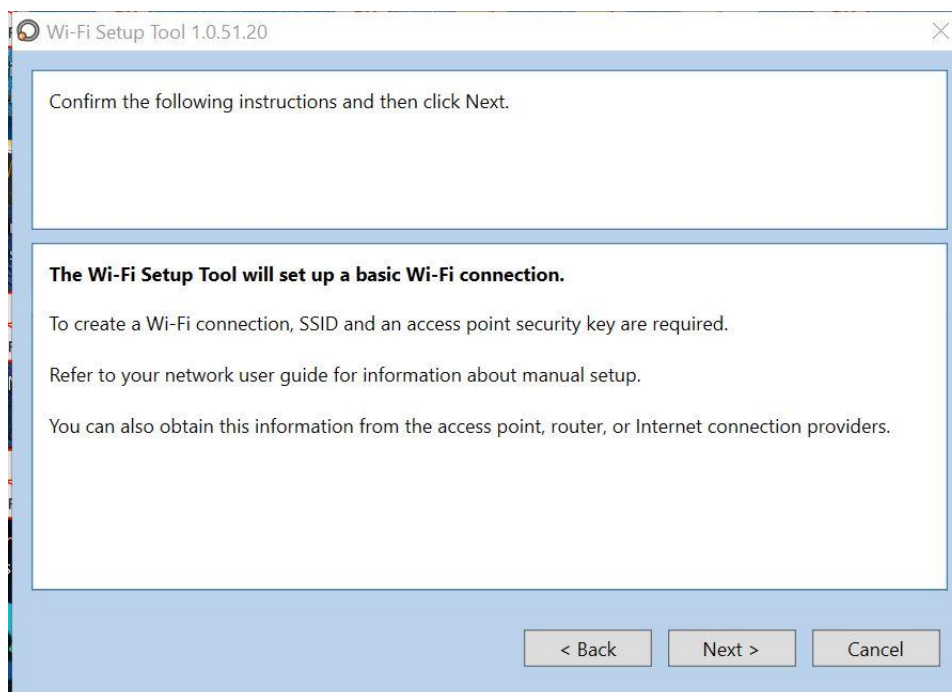 Wi-Fi Setup Tool 1.0.51.20
Confirm the following instructions and then click Next.
The Wi-Fi Setup Tool will set up a basic Wi-Fi connection.
To create a Wi-Fi connection, SSID and an access point security key are required.
Refer to your network user guide for information about manual setup.
You can also obtain this information from the access point, router, or Internet connection providers.
< Back
Next >
Cancel